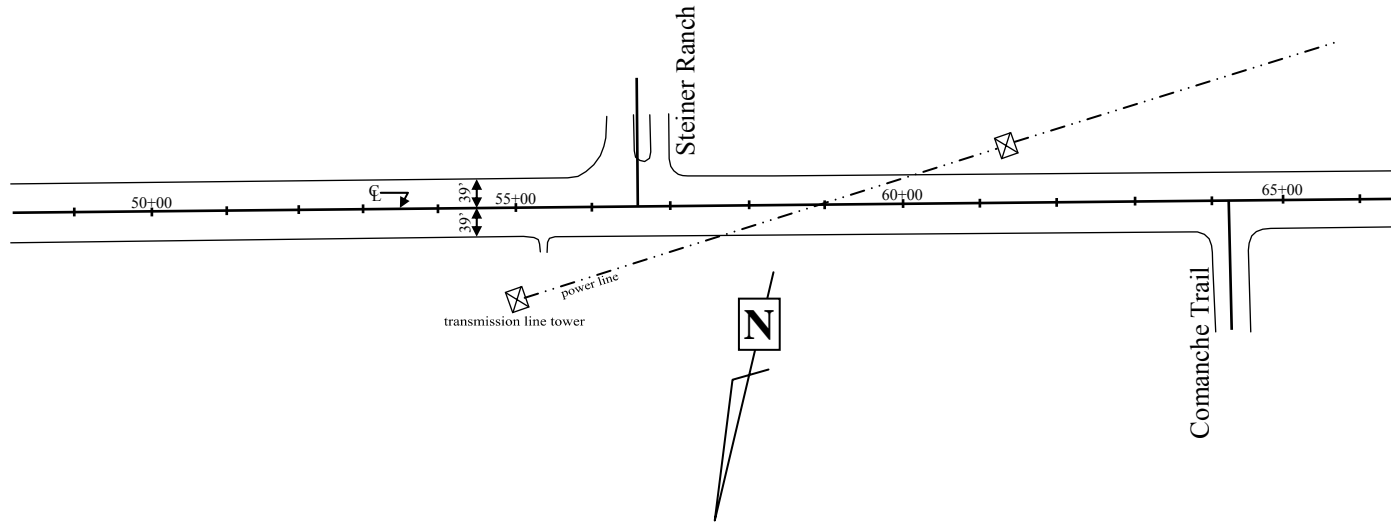 Steiner Ranch
50+00
℄
39'
55+00
60+00
65+00
39'
power line
transmission line tower
N
Comanche Trail